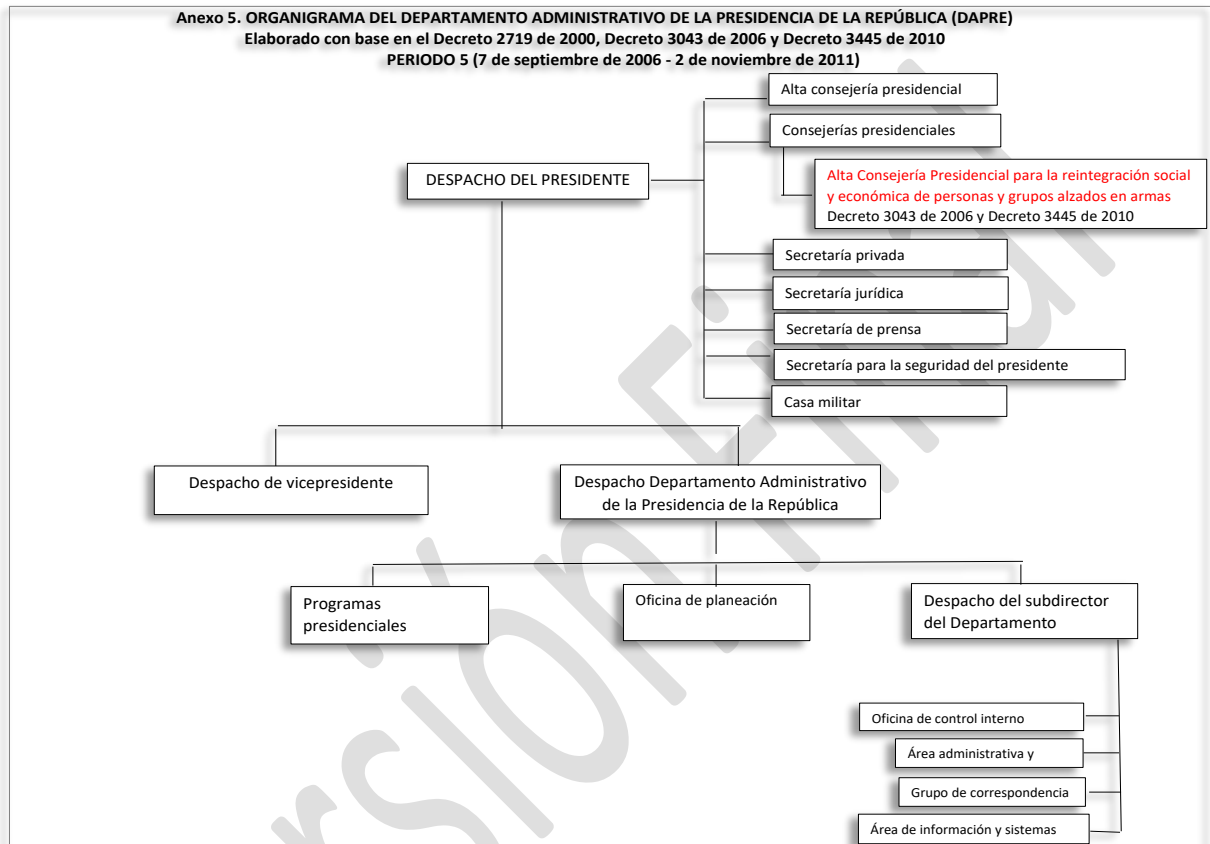 Anexo 5. ORGANIGRAMA DEL DEPARTAMENTO ADMINISTRATIVO DE LA PRESIDENCIA DE LA REPÚBLICA (DAPRE)
Elaborado con base en el Decreto 2719 de 2000, Decreto 3043 de 2006 y Decreto 3445 de 2010
PERIODO 5 (7 de septiembre de 2006 - 2 de noviembre de 2011)
Alta consejería presidencial
Consejerías presidenciales
DESPACHO DEL PRESIDENTE
Alta Consejería Presidencial para la reintegración social
y económica de personas y grupos alzados en armas
Decreto 3043 de 2006 y Decreto 3445 de 2010
Secretaría privada
Secretaría jurídica
Secretaría de prensa
Secretaría para la seguridad del presidente
Casa militar
Despacho de vicepresidente
Despacho Departamento Administrativo
de la Presidencia de la República
Programas
presidenciales
Oficina de planeación
Despacho del subdirector
del Departamento
Oficina de control interno
Área administrativa y
Grupo de correspondencia
Área de información y sistemas
ersión Final